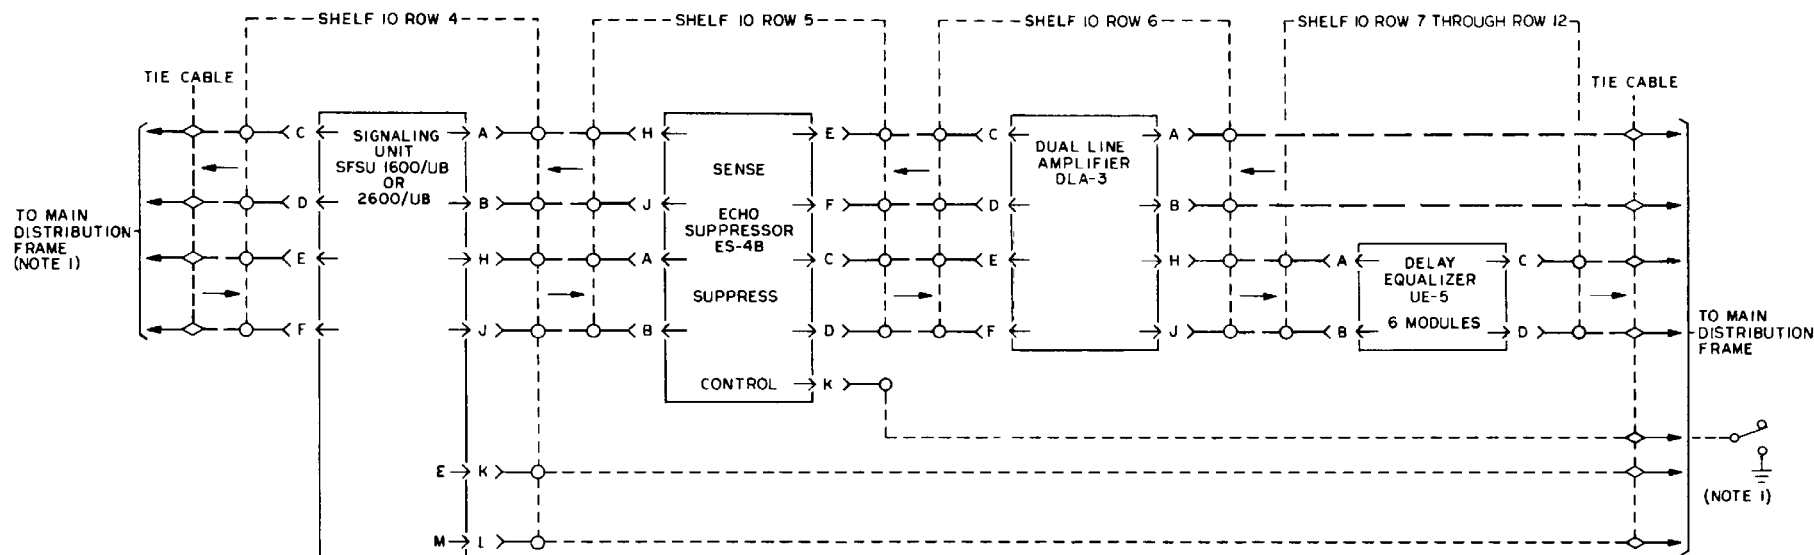 SHELF 10 ROW 4
SHELF 10 ROW 5
SHELF 10 ROW 6
SHELF 10 ROW 7 THROUGH ROW 12
TIE CABLE
TIE CABLE
TO MAIN
DISTRIBUTION
FRAME
(NOTE 1)
C
D
E
F
SIGNALING
UNIT
SFSU 1600/UB
OR
2600/UB
A
B
H
J
E K
M L
H
J
A
B
SENSE
ECHO
SUPPRESSOR
ES-4B
SUPPRESS
CONTROL
E
F
C
D
K
C
D
E
F
DUAL LINE
AMPLIFIER
DLA-3
A
B
H
J
A
B
DELAY
EQUALIZER
UE-5
6 MODULES
C
D
TO MAIN
DISTRIBUTION
FRAME
(NOTE 1)